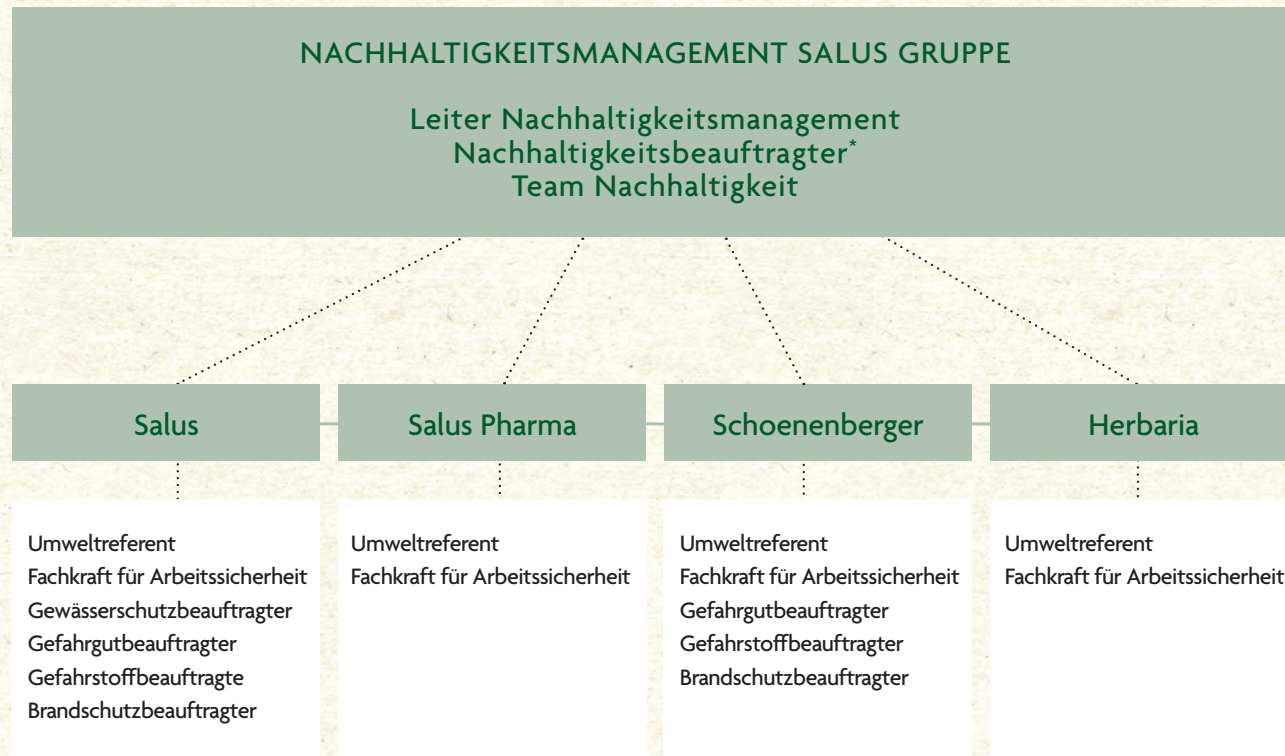 NACHHALTIGKEITSMANAGEMENT SALUS GRUPPE
Leiter Nachhaltigkeitsmanagement
Nachhaltigkeitsbeauftragter*
Team Nachhaltigkeit
Salus
Umweltreferent
Fachkraft für Arbeitssicherheit
Gewässerschutzbeauftragter
Gefahrgutbeauftragter
Gefahrstoffbeauftragte
Brandschutzbeauftragter
Salus Pharma
Umweltreferent
Fachkraft für Arbeitssicherheit
Schoenenberger
Umweltreferent
Fachkraft für Arbeitssicherheit
Gefahrgutbeauftragter
Gefahrstoffbeauftragter
Brandschutzbeauftragter
Herbaria
Umweltreferent
Fachkraft für Arbeitssicherheit